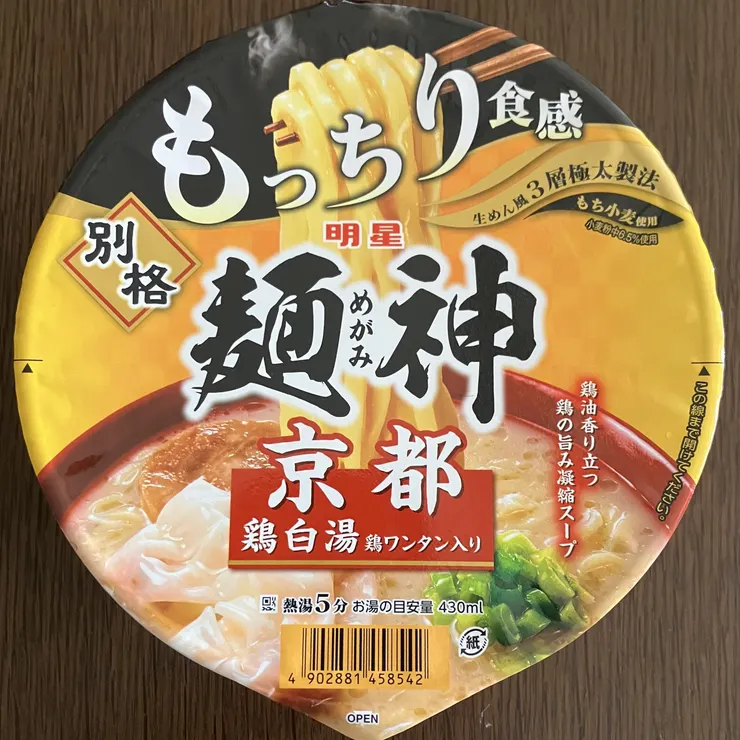 もっちり食感
生めん風3層極太製法
もち小麦使用
小麦粉中6.5%使用
別格
明星
麺神
めがみ
京都
鶏白湯 鶏ワンタン入り
鶏油香り立つ
鶏の旨み凝縮スープ
この線まで開けてください。
熱湯5分 お湯の目安量 430ml
紙
4 902881 458542
OPEN